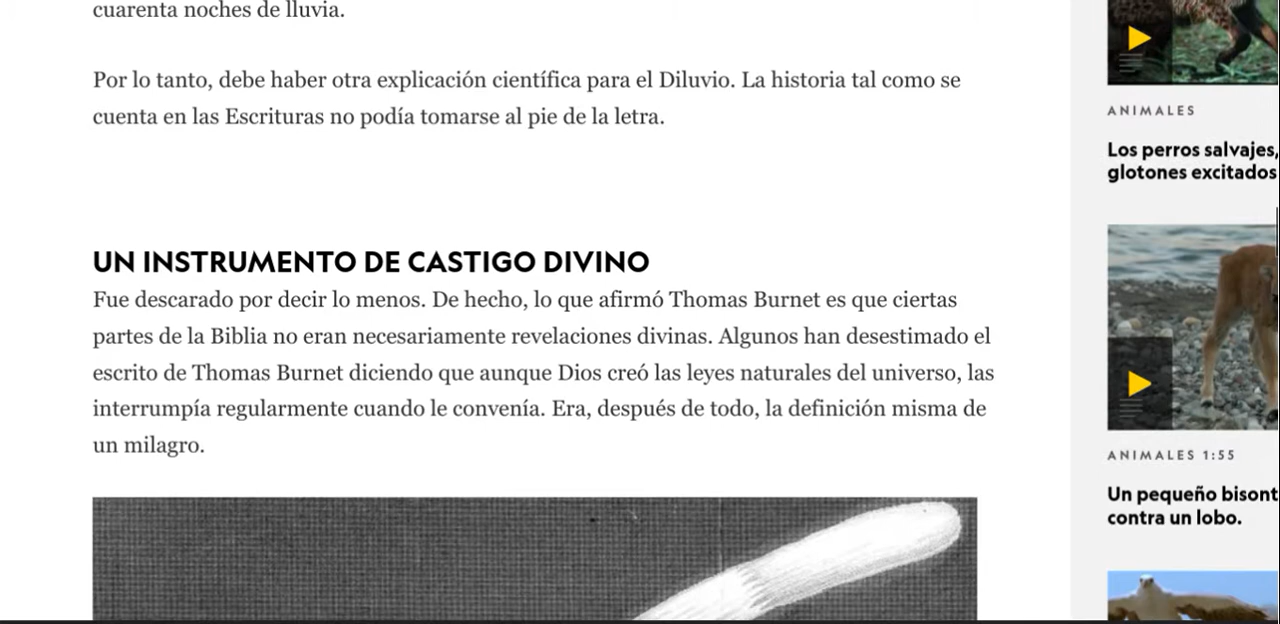 cuarenta noches de lluvia.
Por lo tanto, debe haber otra explicación científica para el Diluvio. La historia tal como se
cuenta en las Escrituras no podía tomarse al pie de la letra.
UN INSTRUMENTO DE CASTIGO DIVINO
Fue descarado por decir lo menos. De hecho, lo que afirmó Thomas Burnet es que ciertas
partes de la Biblia no eran necesariamente revelaciones divinas. Algunos han desestimado el
escrito de Thomas Burnet diciendo que aunque Dios creó las leyes naturales del universo, las
interrumpía regularmente cuando le convenía. Era, después de todo, la definición misma de
un milagro.
ANIMALES
Los perros salvajes,
glotones excitados
ANIMALES 1:55
Un pequeño bisont
contra un lobo.